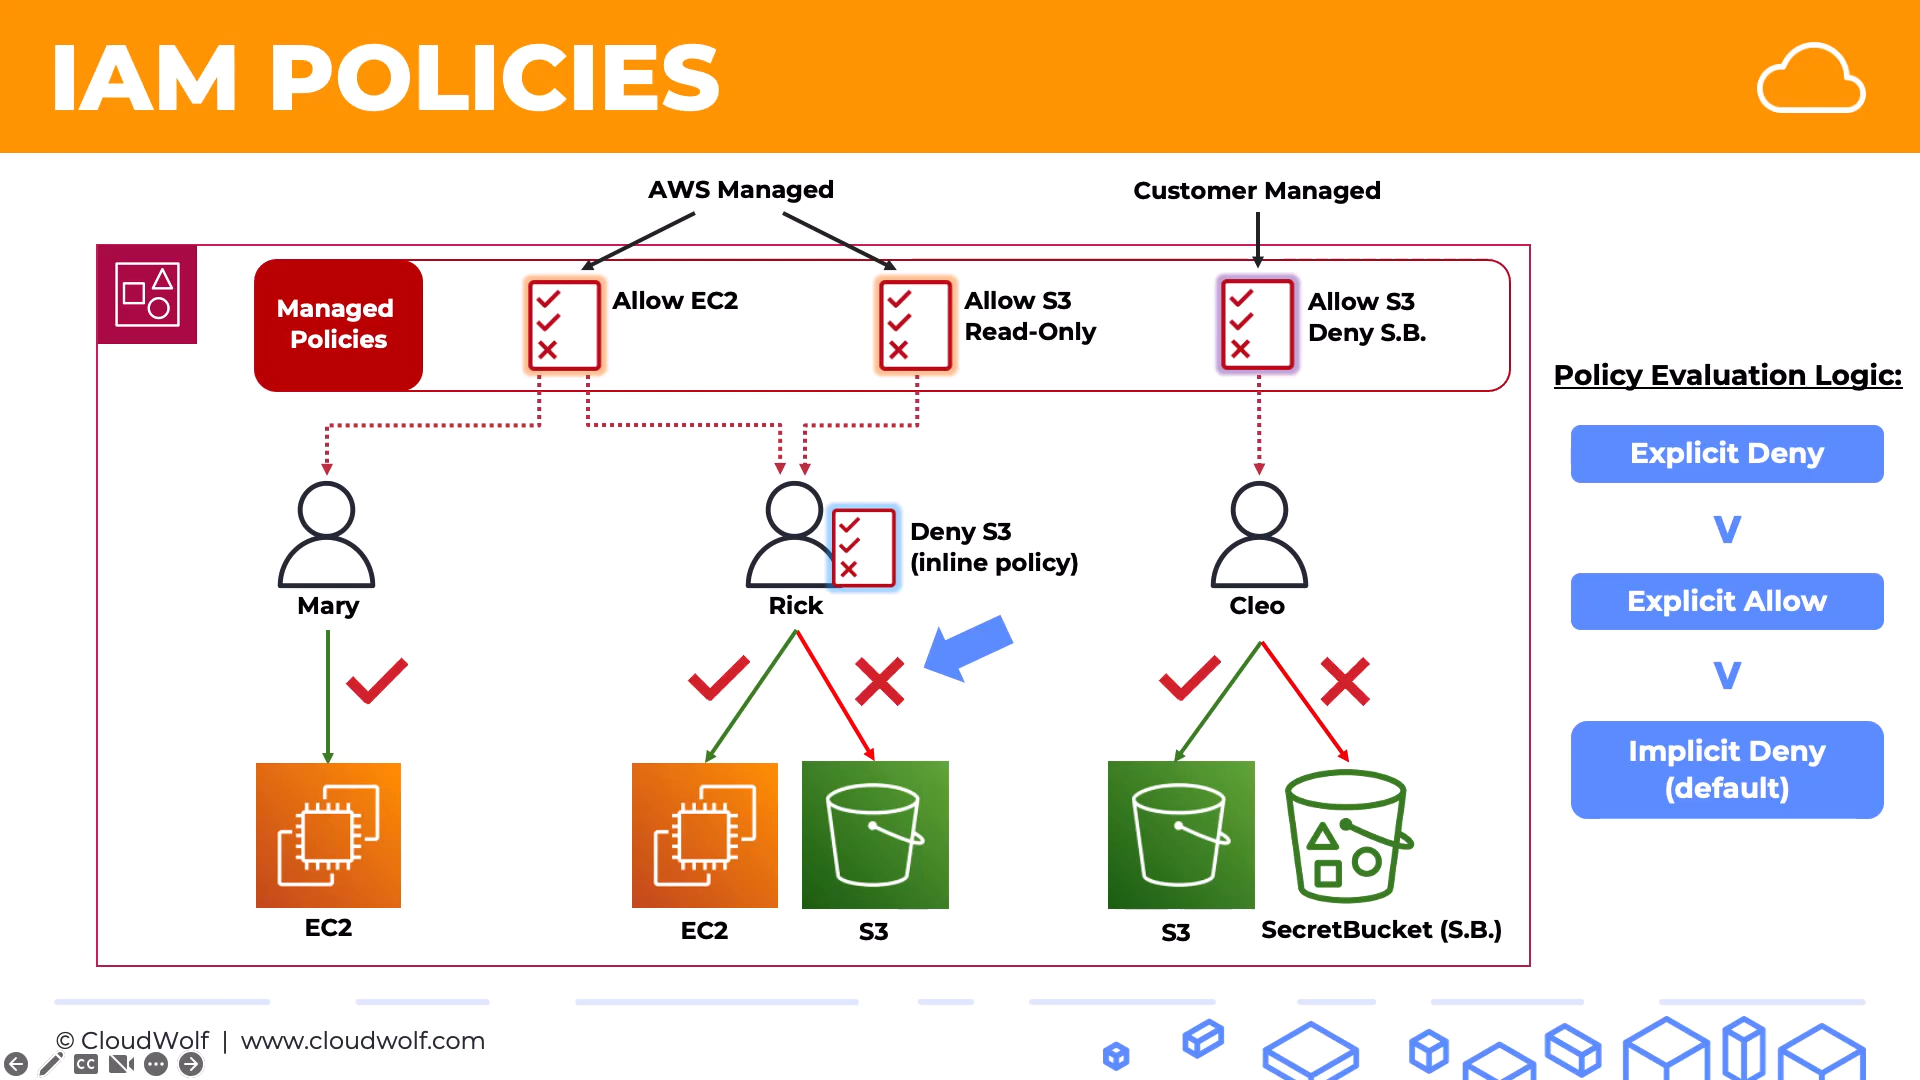 IAM POLICIES
AWS Managed
Customer Managed
Managed
Policies
Allow EC2
Allow S3
Read-Only
Allow S3
Deny S.B.
Policy Evaluation Logic:
Explicit Deny
V
Explicit Allow
V
Implicit Deny
(default)
Deny S3
(inline policy)
Mary
Rick
Cleo
EC2
EC2
S3
S3
SecretBucket (S.B.)
© CloudWolf | www.cloudwolf.com
CC